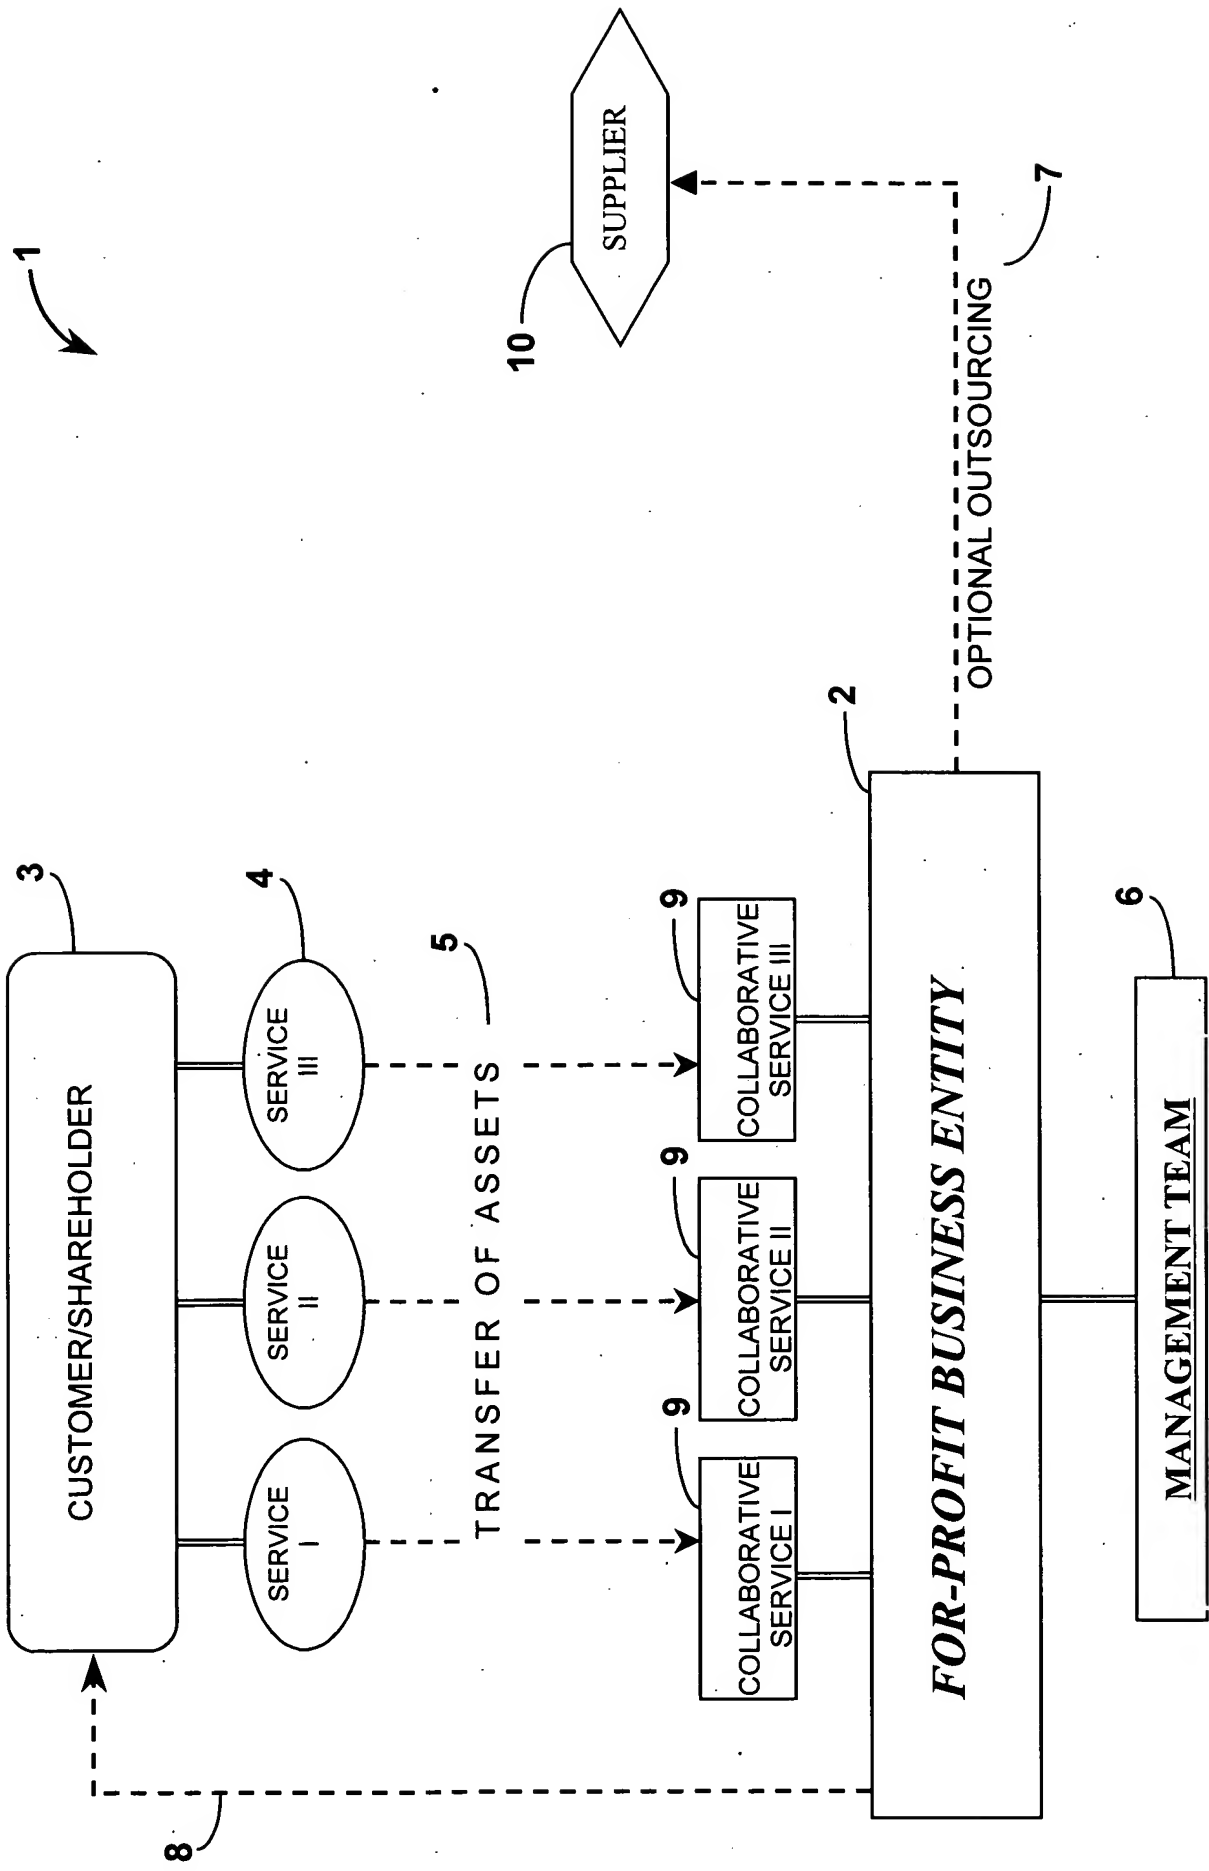 1
3
CUSTOMER/SHAREHOLDER
SERVICE
I
SERVICE
II
SERVICE
III
4
8
TRANSFER OF ASSETS
5
10
SUPPLIER
9
COLLABORATIVE
SERVICE I
9
COLLABORATIVE
SERVICE II
9
COLLABORATIVE
SERVICE III
2
FOR-PROFIT BUSINESS ENTITY
OPTIONAL OUTSOURCING
7
MANAGEMENT TEAM
6